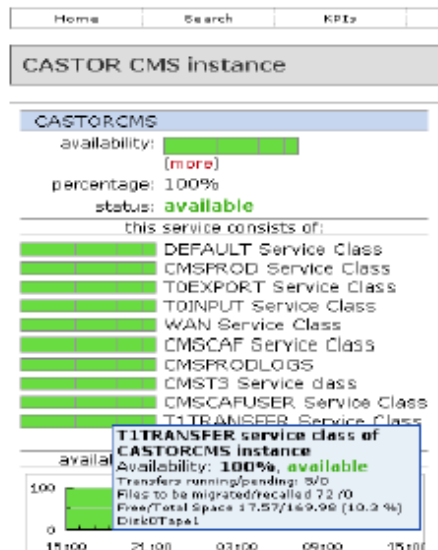 Home Search KPIs
CASTOR CMS instance
CASTORCMS
availability:
[more]
percentage: 100%
status: available
this service consists of:
DEFAULT Service Class
CMSPROD Service Class
T0EXPORT Service Class
T0INPUT Service Class
WAN Service Class
CMSCAF Service Class
CMSPRODLOGS
CMST3 Service class
CMSCAFUSER Service Class
T1TRANSFER Service Class
T1TRANSFER service class of
CASTORCMS instance
Availability: 100%, available
Transfers running/pending: 5/0
Files to be migrated/recalled 72 /0
Free/Total Space 17.57/169.98 (10.3 %)
Disk0Tape1
availa
100
0
15:00 21:00 03:00 09:00 15:00